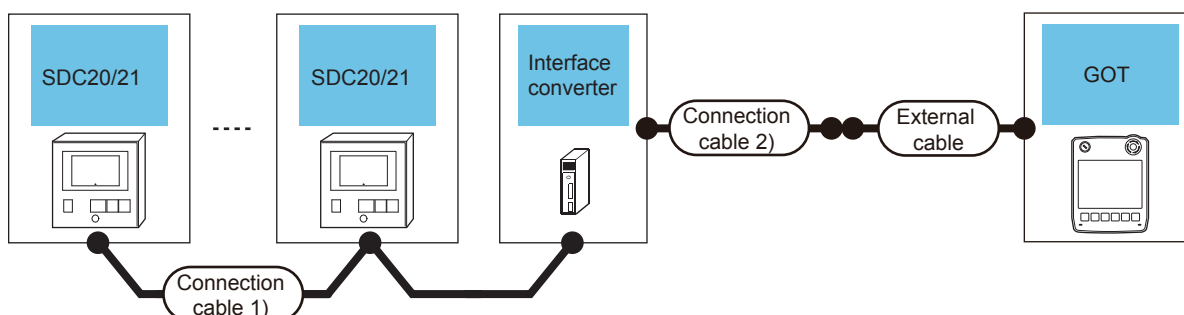 SDC20/21
SDC20/21
Interface
converter
GOT
Connection
cable 2)
External
cable
Connection
cable 1)